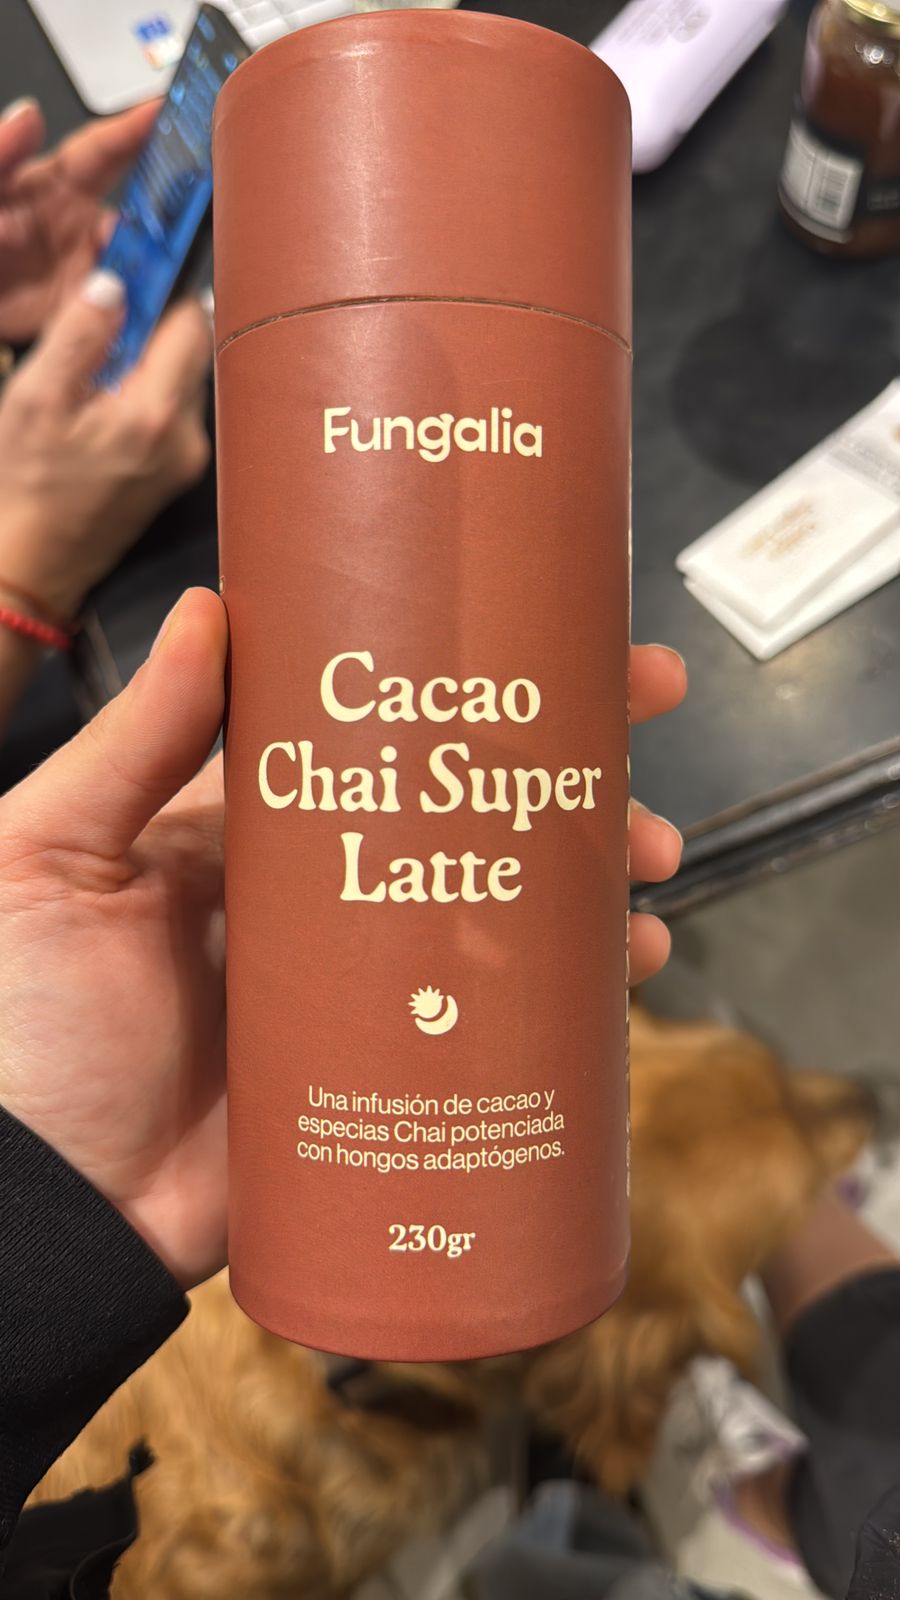 Fungalia
Cacao
Chai Super
Latte
Una infusión de cacao y
especias Chai potenciada
con hongos adaptógenos.
230gr